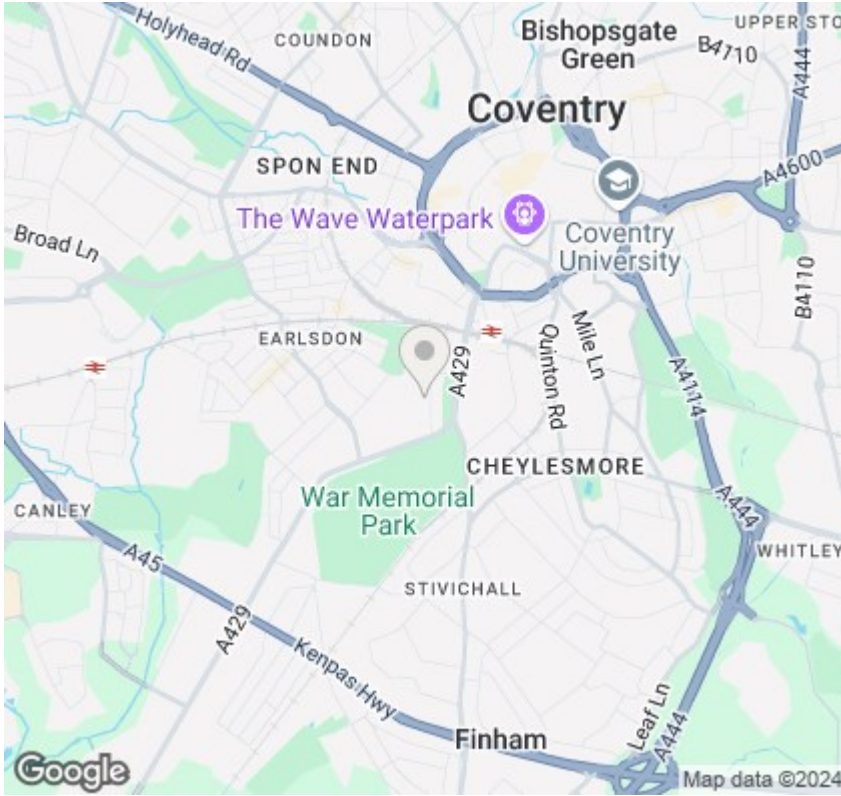 Holyhead Rd
COUNDON
Bishopsgate
Green
UPPER STO
B4110
A444
Coventry
SPON END
A4600
The Wave Waterpark
Coventry
University
Broad Ln
B4110
EARLSDON
A429
Quinton Rd
Mile Ln
A4114
CHEYLESMORE
War Memorial
Park
A444
CANLEY
WHITLEY
A45
STIVICHALL
A429
Kenpas Hwy
Leaf Ln
Finham
A444
Google
Map data ©2024